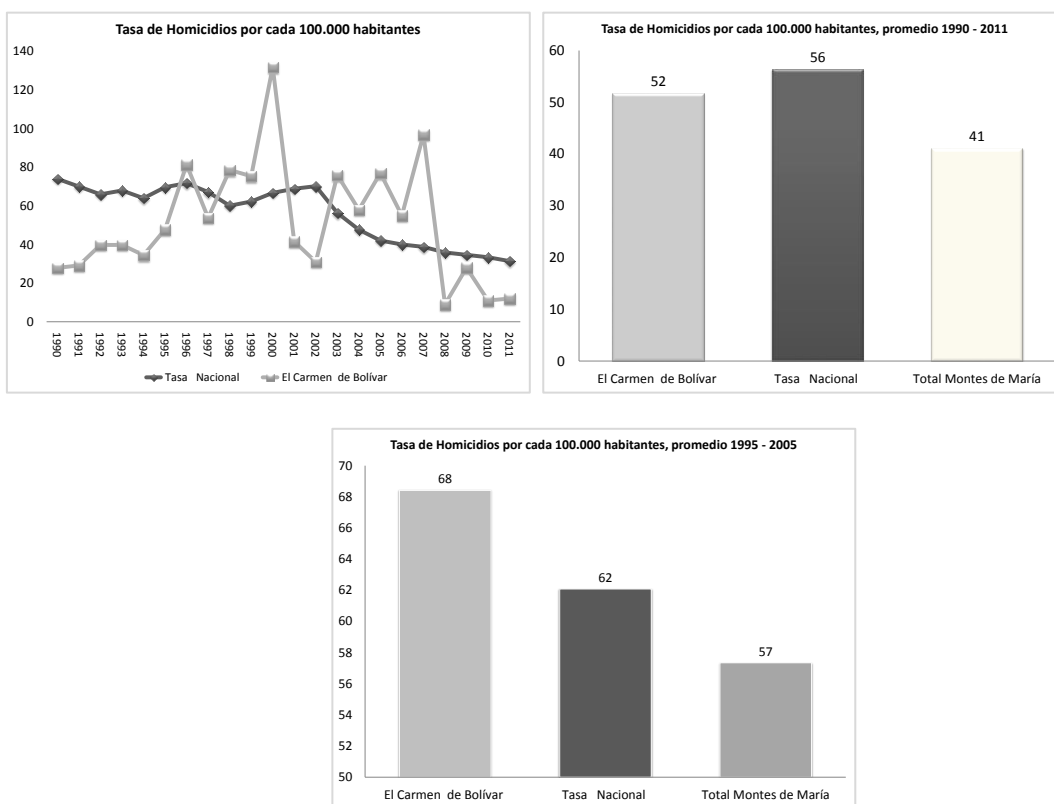 Tasa de Homicidios por cada 100.000 habitantes
140
120
100
80
60
40
20
0
1990 1991 1992 1993 1994 1995 1996 1997 1998 1999 2000 2001 2002 2003 2004 2005 2006 2007 2008 2009 2010 2011
Tasa Nacional El Carmen de Bolívar
Tasa de Homicidios por cada 100.000 habitantes, promedio 1990 - 2011
60
50
40
30
20
10
0
52 56 41
El Carmen de Bolívar Tasa Nacional Total Montes de María
Tasa de Homicidios por cada 100.000 habitantes, promedio 1995 - 2005
70
68
66
64
62
60
58
56
54
52
50
68 62 57
El Carmen de Bolívar Tasa Nacional Total Montes de María